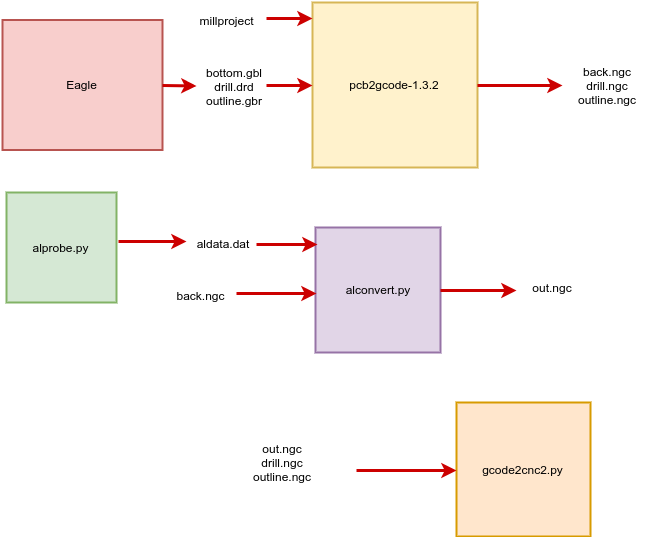 millproject
Eagle
bottom.gbl
drill.drd
outline.gbr
pcb2gcode-1.3.2
back.ngc
drill.ngc
outline.ngc
alprobe.py
aldata.dat
back.ngc
alconvert.py
out.ngc
out.ngc
drill.ngc
outline.ngc
gcode2cnc2.py